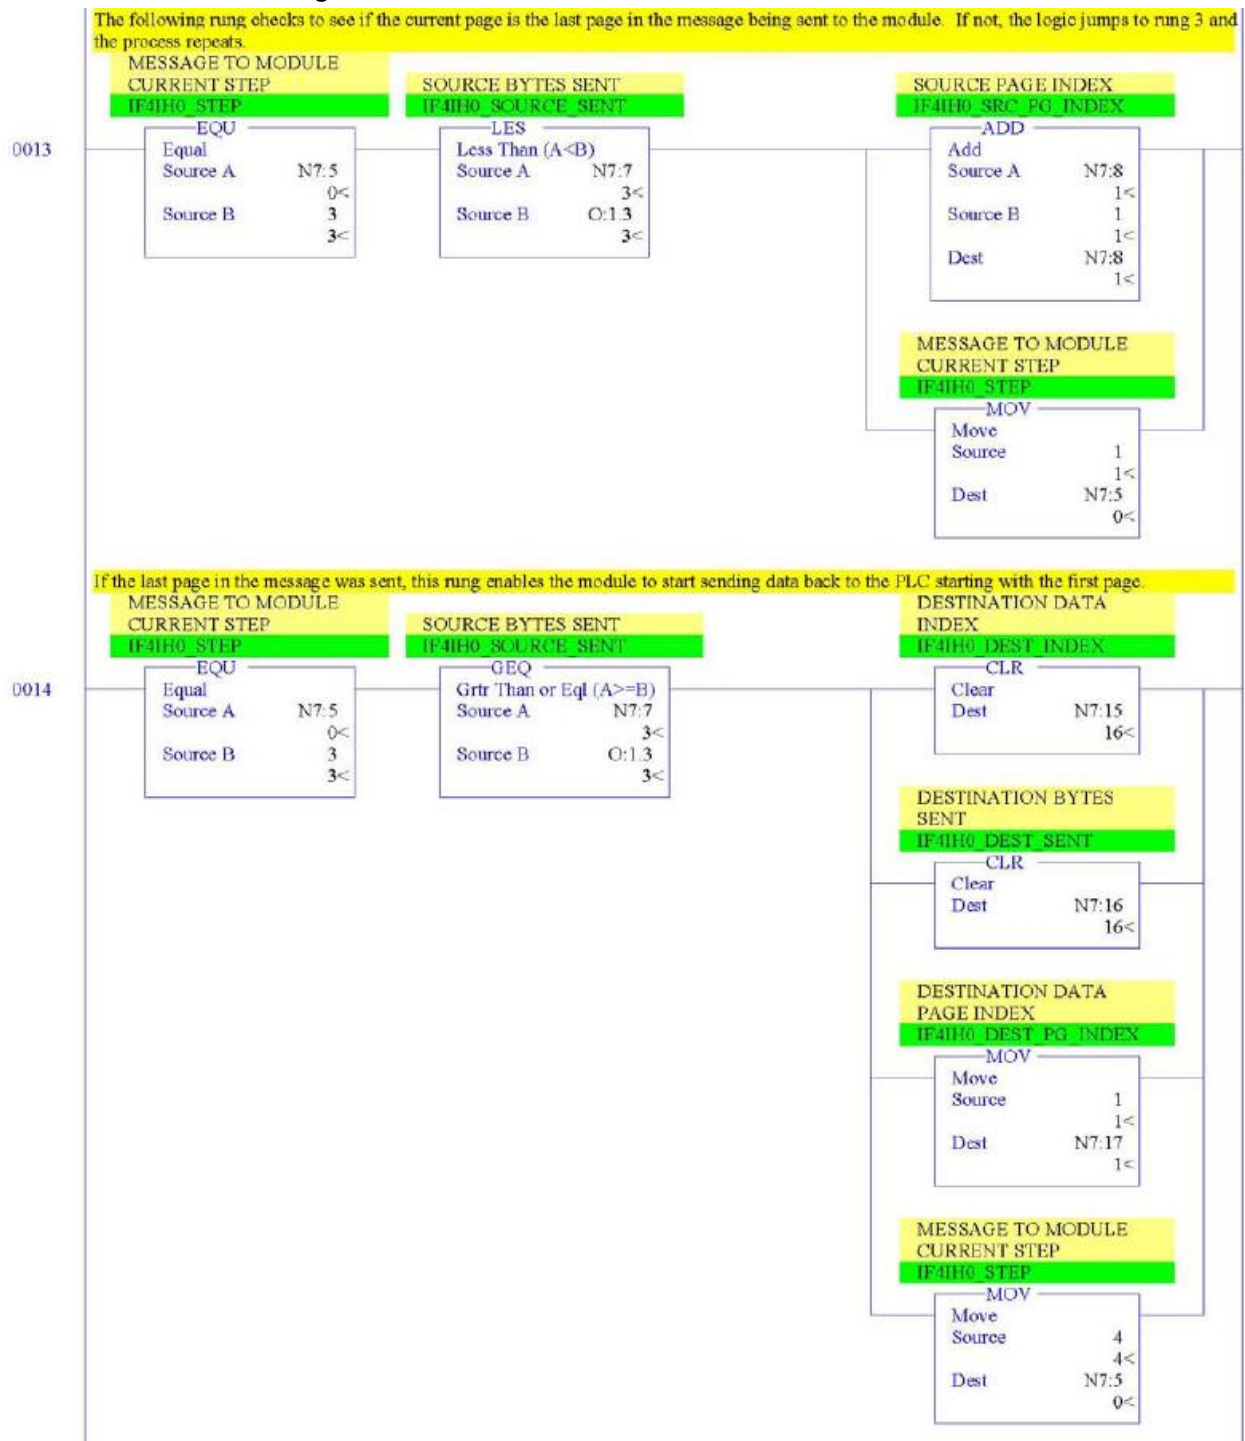 The following rung checks to see if the current page is the last page in the message being sent to the module. If not, the logic jumps to rung 3 and
the process repeats.
MESSAGE TO MODULE
CURRENT STEP
IF4IH0_STEP
SOURCE BYTES SENT
IF4IH0_SOURCE_SENT
SOURCE PAGE INDEX
IF4IH0_SRC_PG_INDEX
0013
EQU
Equal
Source A N7:5
0<
Source B 3
3<
LES
Less Than (A<B)
Source A N7:7
3<
Source B O:1.3
3<
ADD
Add
Source A N7:8
1<
Source B 1
1<
Dest N7:8
1<
MESSAGE TO MODULE
CURRENT STEP
IF4IH0_STEP
MOV
Move
Source 1
1<
Dest N7:5
0<
If the last page in the message was sent, this rung enables the module to start sending data back to the PLC starting with the first page.
MESSAGE TO MODULE
CURRENT STEP
IF4IH0_STEP
SOURCE BYTES SENT
IF4IH0_SOURCE_SENT
DESTINATION DATA
INDEX
IF4IH0_DEST_INDEX
0014
EQU
Equal
Source A N7:5
0<
Source B 3
3<
GEQ
Grtr Than or Eql (A>=B)
Source A N7:7
3<
Source B O:1.3
3<
CLR
Clear
Dest N7:15
16<
DESTINATION BYTES
SENT
IF4IH0_DEST_SENT
CLR
Clear
Dest N7:16
16<
DESTINATION DATA
PAGE INDEX
IF4IH0_DEST_PG_INDEX
MOV
Move
Source 1
1<
Dest N7:17
1<
MESSAGE TO MODULE
CURRENT STEP
IF4IH0_STEP
MOV
Move
Source 4
4<
Dest N7:5
0<